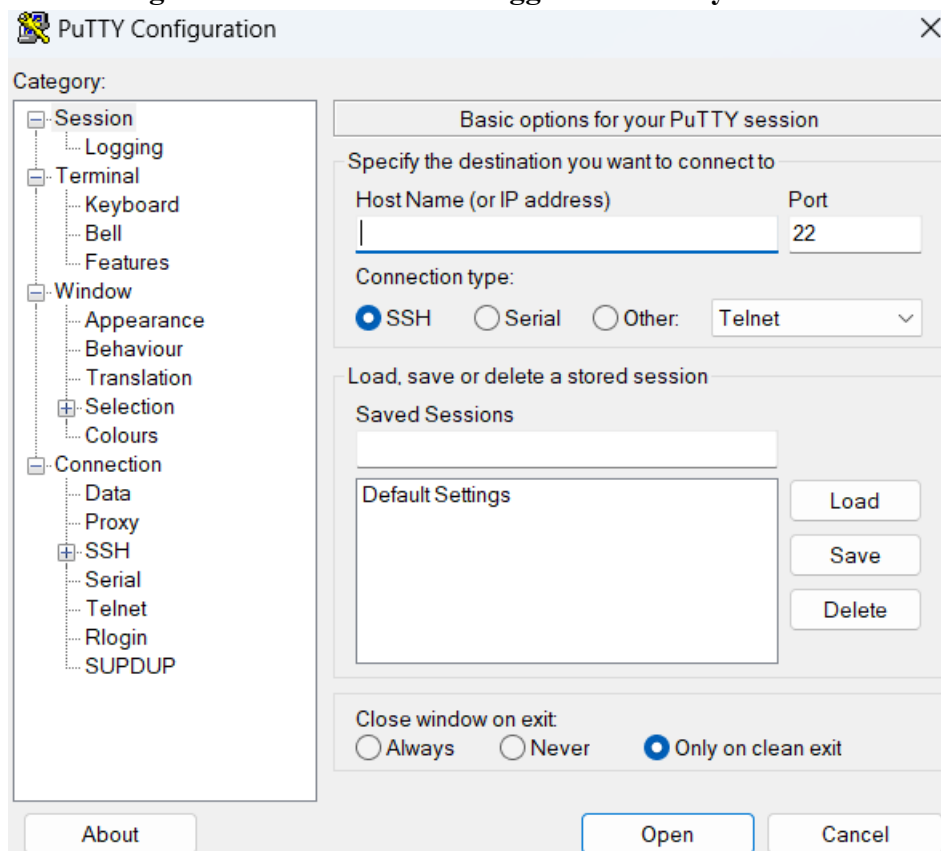 PuTTY Configuration
Category:
Session
Logging
Terminal
Keyboard
Bell
Features
Window
Appearance
Behaviour
Translation
Selection
Colours
Connection
Data
Proxy
SSH
Serial
Telnet
Rlogin
SUPDUP
Basic options for your PuTTY session
Specify the destination you want to connect to
Host Name (or IP address) Port
22
Connection type:
SSH Serial Other: Telnet
Load, save or delete a stored session
Saved Sessions
Default Settings
Load
Save
Delete
Close window on exit:
Always Never Only on clean exit
About Open Cancel